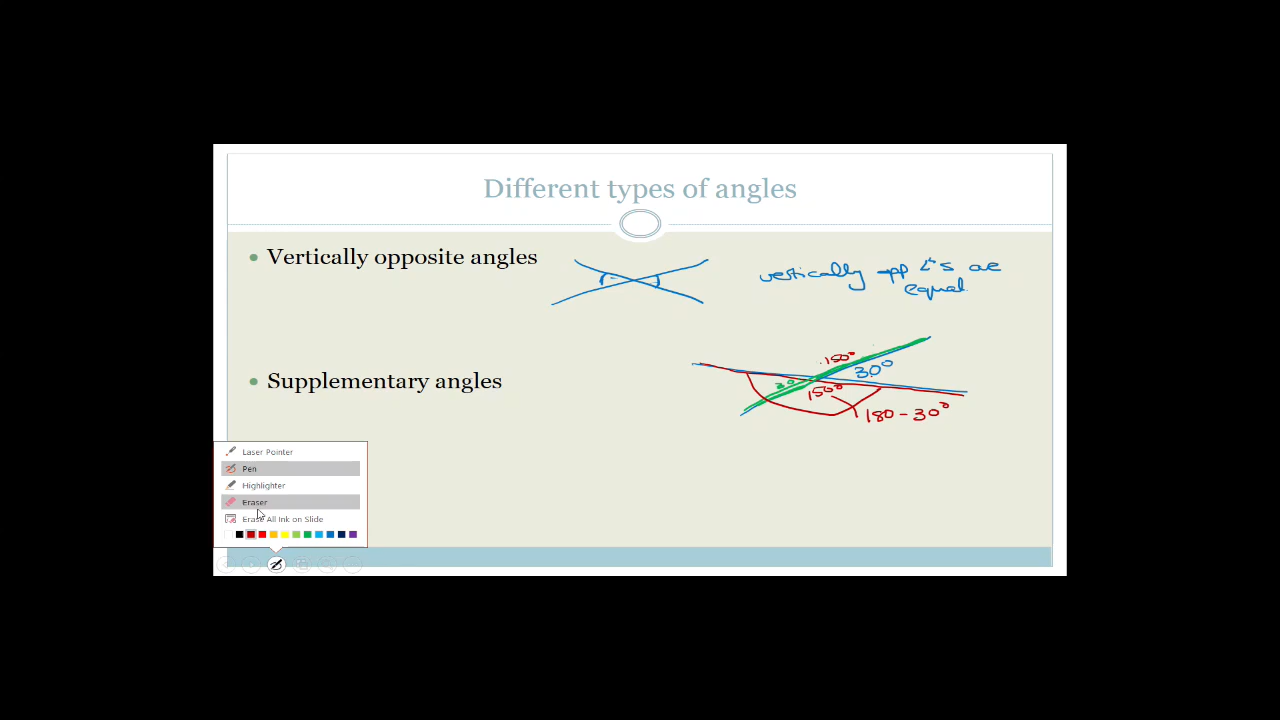 Different types of angles
Vertically opposite angles
vertically opp ∠'s are
equal
150°
30°
Supplementary angles
30
150°
180 - 30°
Laser Pointer
Pen
Highlighter
Eraser
Erase All Ink on Slide